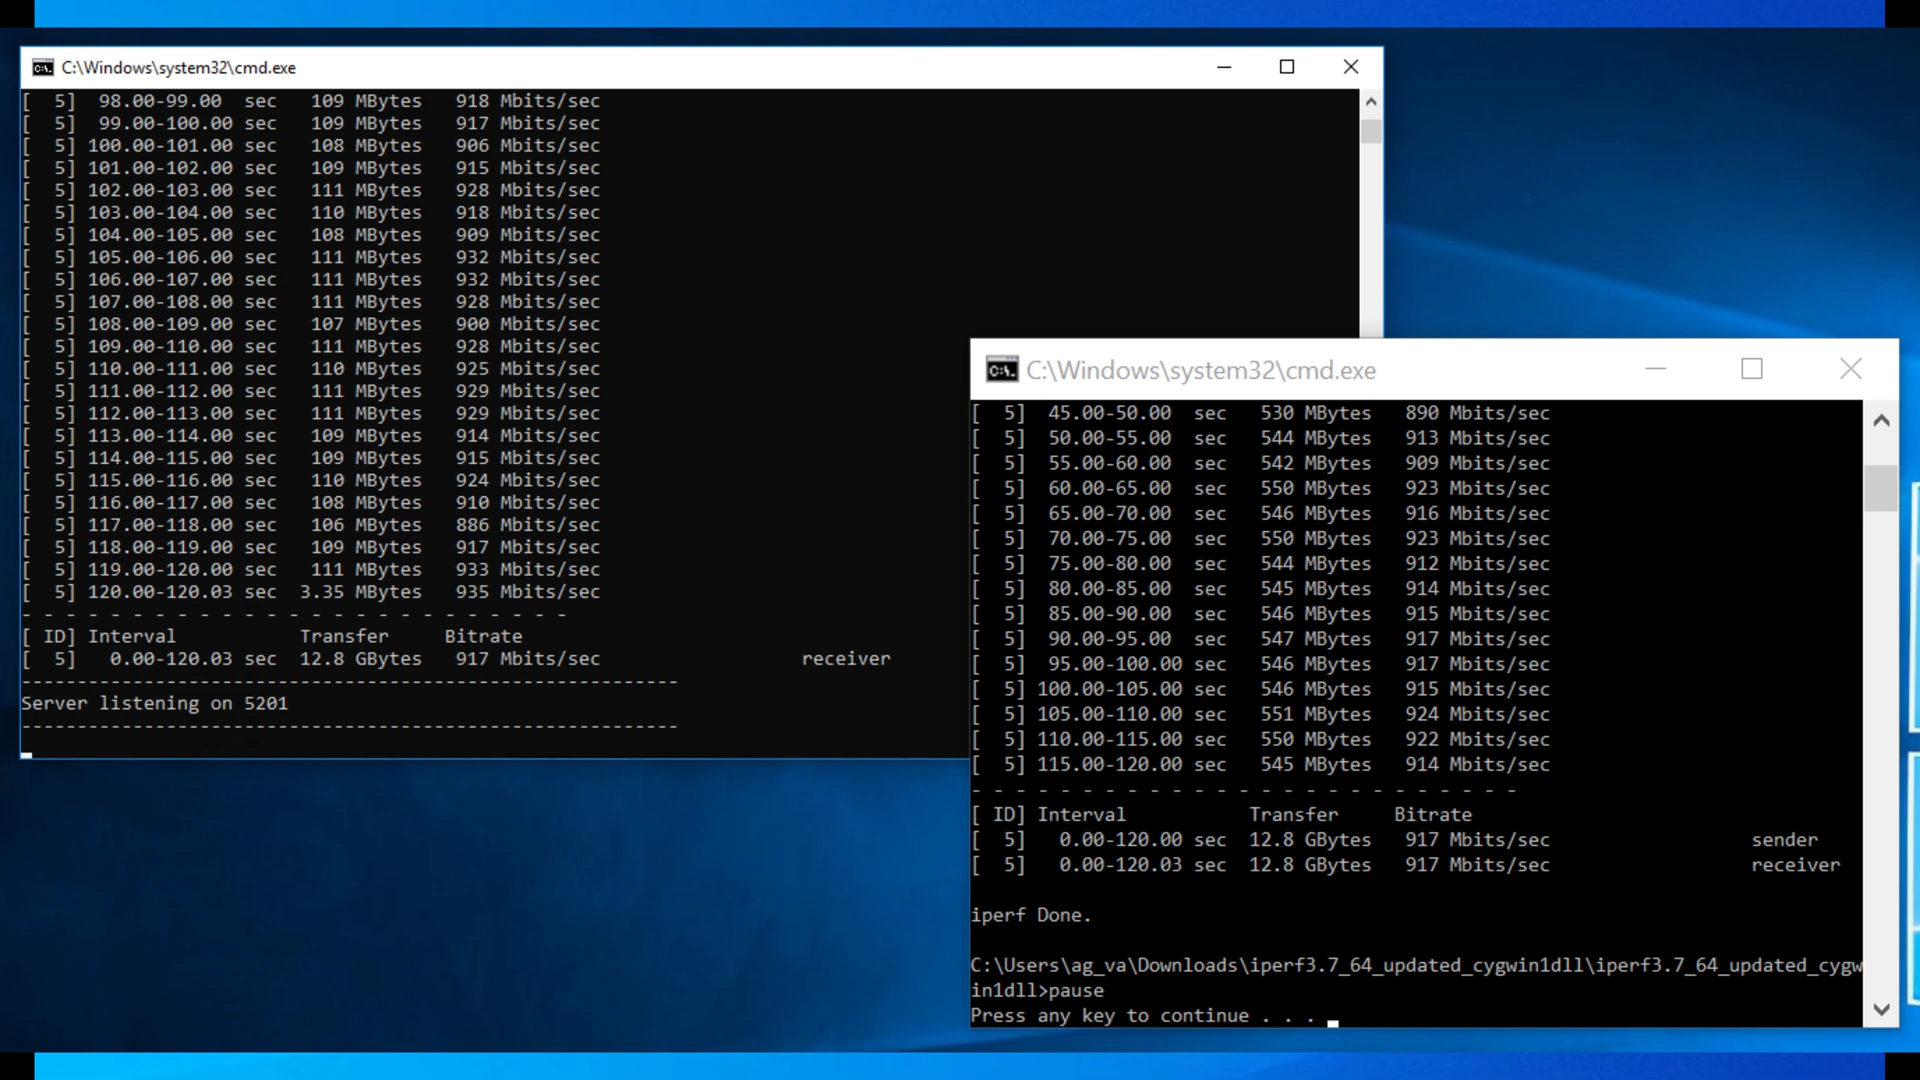 C:\Windows\system32\cmd.exe
[  5]  98.00-99.00  sec   109 MBytes   918 Mbits/sec
[  5]  99.00-100.00 sec   109 MBytes   917 Mbits/sec
[  5] 100.00-101.00 sec   108 MBytes   906 Mbits/sec
[  5] 101.00-102.00 sec   109 MBytes   915 Mbits/sec
[  5] 102.00-103.00 sec   111 MBytes   928 Mbits/sec
[  5] 103.00-104.00 sec   110 MBytes   918 Mbits/sec
[  5] 104.00-105.00 sec   108 MBytes   909 Mbits/sec
[  5] 105.00-106.00 sec   111 MBytes   932 Mbits/sec
[  5] 106.00-107.00 sec   111 MBytes   932 Mbits/sec
[  5] 107.00-108.00 sec   111 MBytes   928 Mbits/sec
[  5] 108.00-109.00 sec   107 MBytes   900 Mbits/sec
[  5] 109.00-110.00 sec   111 MBytes   928 Mbits/sec
[  5] 110.00-111.00 sec   110 MBytes   925 Mbits/sec
[  5] 111.00-112.00 sec   111 MBytes   929 Mbits/sec
[  5] 112.00-113.00 sec   111 MBytes   929 Mbits/sec
[  5] 113.00-114.00 sec   109 MBytes   914 Mbits/sec
[  5] 114.00-115.00 sec   109 MBytes   915 Mbits/sec
[  5] 115.00-116.00 sec   110 MBytes   924 Mbits/sec
[  5] 116.00-117.00 sec   108 MBytes   910 Mbits/sec
[  5] 117.00-118.00 sec   106 MBytes   886 Mbits/sec
[  5] 118.00-119.00 sec   109 MBytes   917 Mbits/sec
[  5] 119.00-120.00 sec   111 MBytes   933 Mbits/sec
[  5] 120.00-120.03 sec  3.35 MBytes   935 Mbits/sec
- - - - - - - - - - - - - - - - - - - - - - - - -
[ ID] Interval           Transfer     Bitrate
[  5]   0.00-120.03 sec  12.8 GBytes   917 Mbits/sec                  receiver
-----------------------------------------------------------
Server listening on 5201
-----------------------------------------------------------
C:\Windows\system32\cmd.exe
[  5]  45.00-50.00  sec   530 MBytes   890 Mbits/sec
[  5]  50.00-55.00  sec   544 MBytes   913 Mbits/sec
[  5]  55.00-60.00  sec   542 MBytes   909 Mbits/sec
[  5]  60.00-65.00  sec   550 MBytes   923 Mbits/sec
[  5]  65.00-70.00  sec   546 MBytes   916 Mbits/sec
[  5]  70.00-75.00  sec   550 MBytes   923 Mbits/sec
[  5]  75.00-80.00  sec   544 MBytes   912 Mbits/sec
[  5]  80.00-85.00  sec   545 MBytes   914 Mbits/sec
[  5]  85.00-90.00  sec   546 MBytes   915 Mbits/sec
[  5]  90.00-95.00  sec   547 MBytes   917 Mbits/sec
[  5]  95.00-100.00 sec   546 MBytes   917 Mbits/sec
[  5] 100.00-105.00 sec   546 MBytes   915 Mbits/sec
[  5] 105.00-110.00 sec   551 MBytes   924 Mbits/sec
[  5] 110.00-115.00 sec   550 MBytes   922 Mbits/sec
[  5] 115.00-120.00 sec   545 MBytes   914 Mbits/sec
- - - - - - - - - - - - - - - - - - - - - - - - -
[ ID] Interval           Transfer     Bitrate
[  5]   0.00-120.00 sec  12.8 GBytes   917 Mbits/sec                  sender
[  5]   0.00-120.03 sec  12.8 GBytes   917 Mbits/sec                  receiver
iperf Done.
C:\Users\ag_va\Downloads\iperf3.7_64_updated_cygwin1dll\iperf3.7_64_updated_cygw
in1dll>pause
Press any key to continue . . .